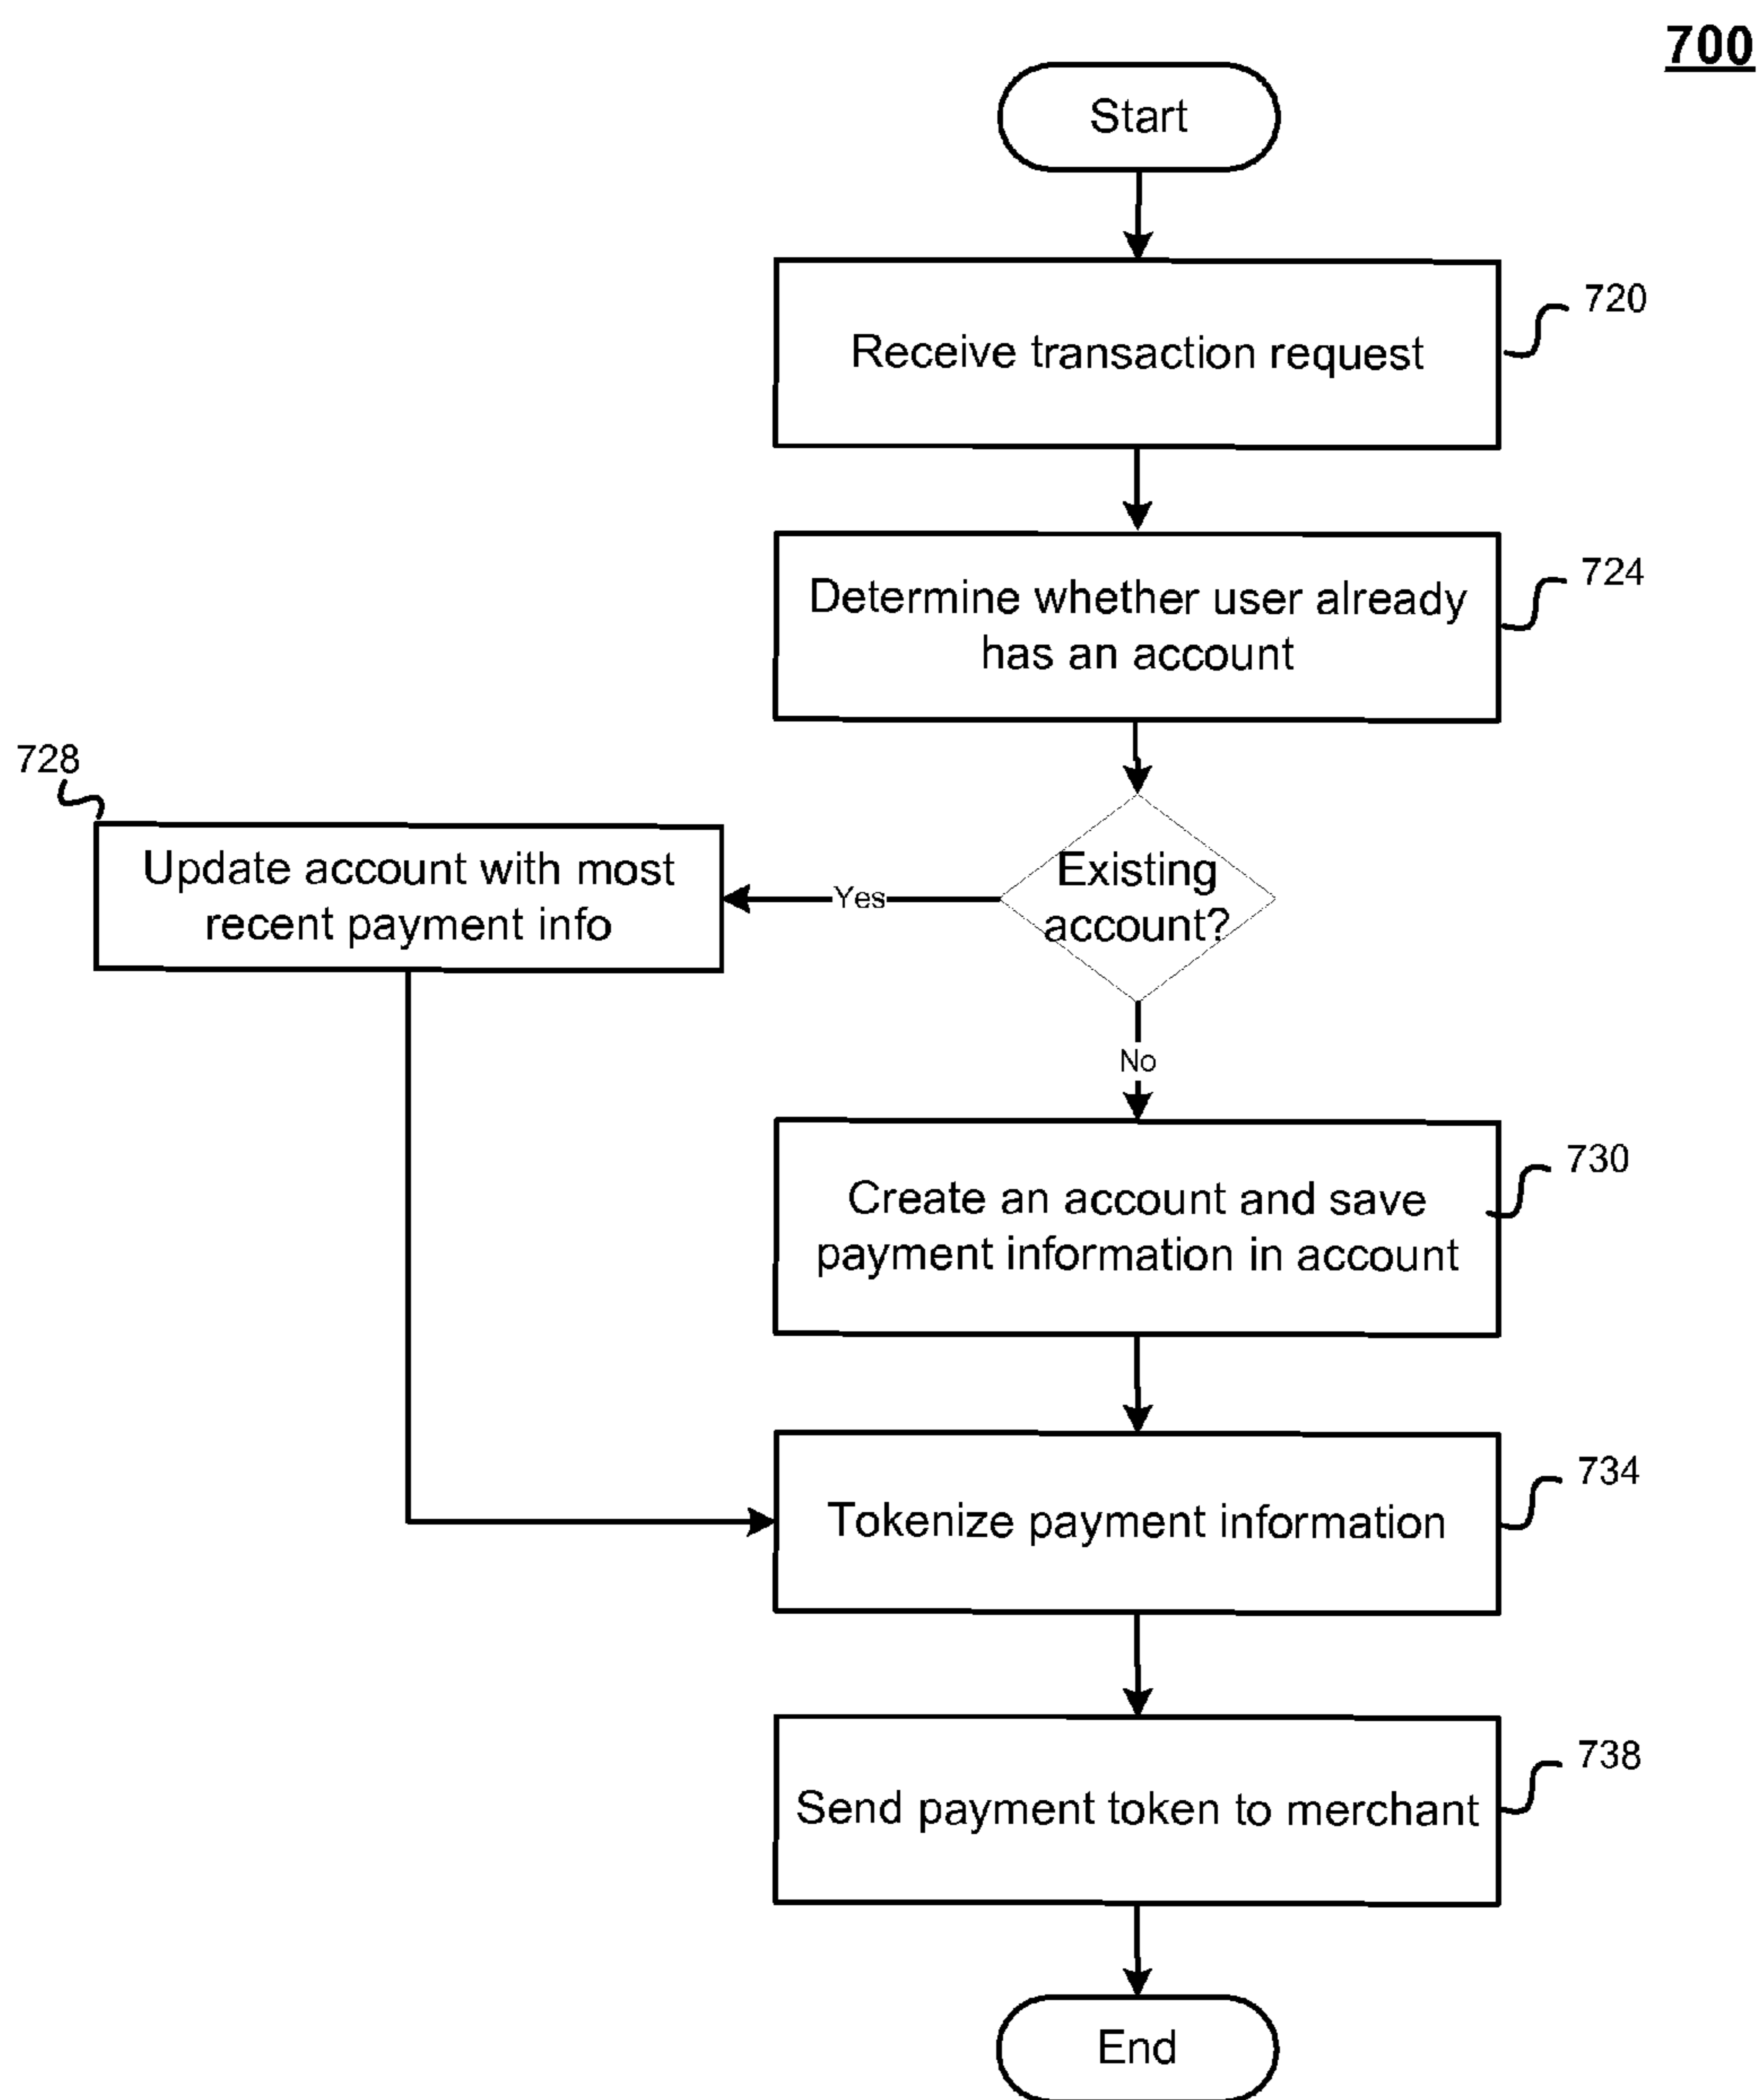 700
Start
Receive transaction request
720
Determine whether user already
has an account
724
728
Update account with most
recent payment info
Yes
Existing
account?
No
Create an account and save
payment information in account
730
Tokenize payment information
734
Send payment token to merchant
738
End